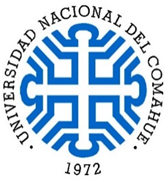 · UNIVERSIDAD NACIONAL DEL COMAHUE ·
1972